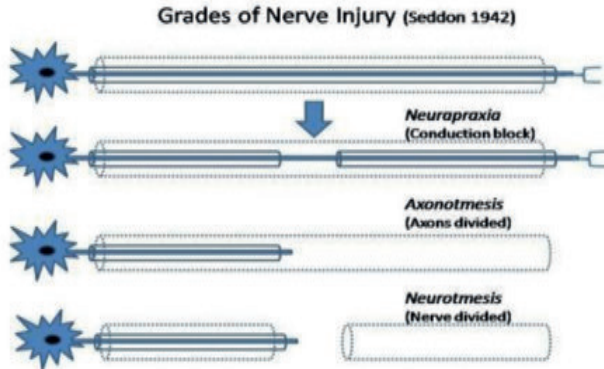 Grades of Nerve Injury (Seddon 1942)
Neurapraxia
(Conduction block)
Axonotmesis
(Axons divided)
Neurotmesis
(Nerve divided)